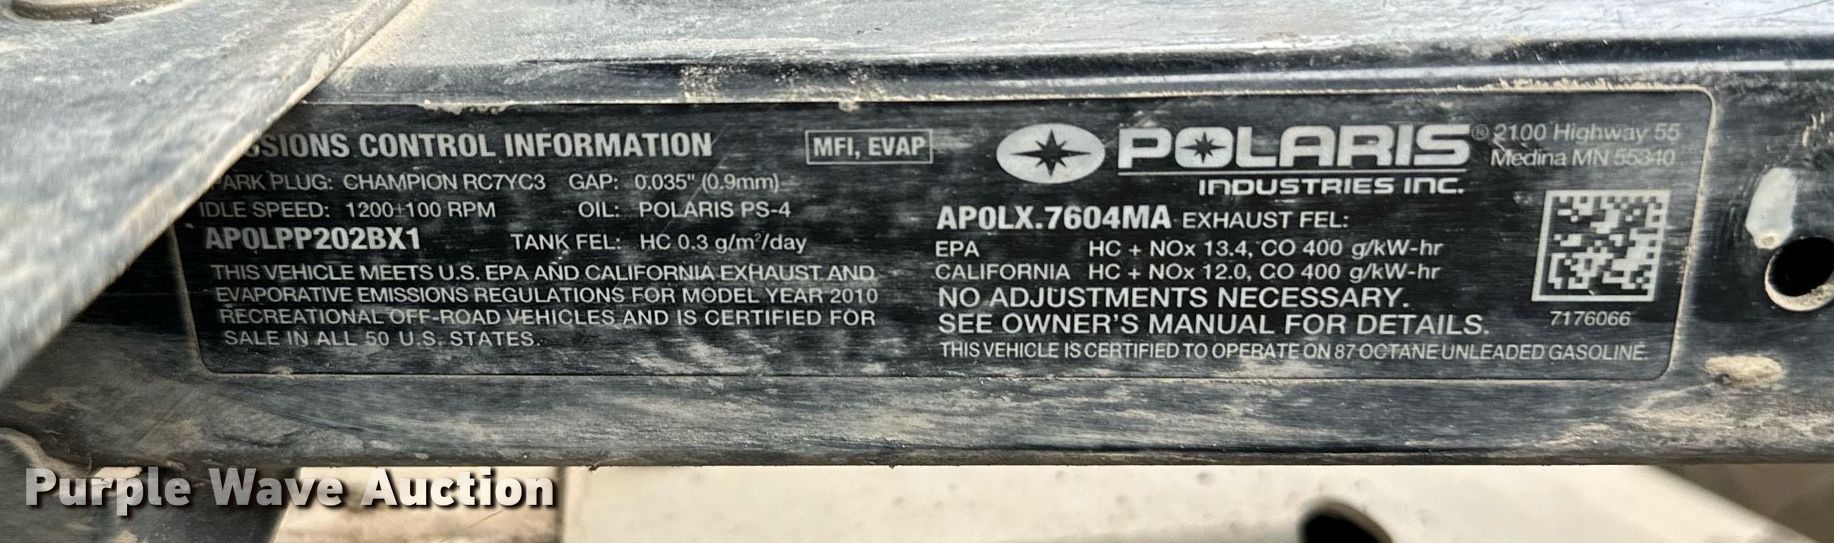 SSIONS CONTROL INFORMATION
MFI, EVAP
PARK PLUG: CHAMPION RC7YC3 GAP: 0.035" (0.9mm)
IDLE SPEED: 1200±100 RPM OIL: POLARIS PS-4
AP0LPP202BX1 TANK FEL: HC 0.3 g/m²/day
THIS VEHICLE MEETS U.S. EPA AND CALIFORNIA EXHAUST AND
EVAPORATIVE EMISSIONS REGULATIONS FOR MODEL YEAR 2010
RECREATIONAL OFF-ROAD VEHICLES AND IS CERTIFIED FOR
SALE IN ALL 50 U.S. STATES.
POLARIS®
INDUSTRIES INC.
2100 Highway 55
Medina MN 55340
AP0LX.7604MA EXHAUST FEL:
EPA HC + NOx 13.4, CO 400 g/kW-hr
CALIFORNIA HC + NOx 12.0, CO 400 g/kW-hr
NO ADJUSTMENTS NECESSARY.
SEE OWNER'S MANUAL FOR DETAILS.
THIS VEHICLE IS CERTIFIED TO OPERATE ON 87 OCTANE UNLEADED GASOLINE.
7176066
Purple Wave Auction